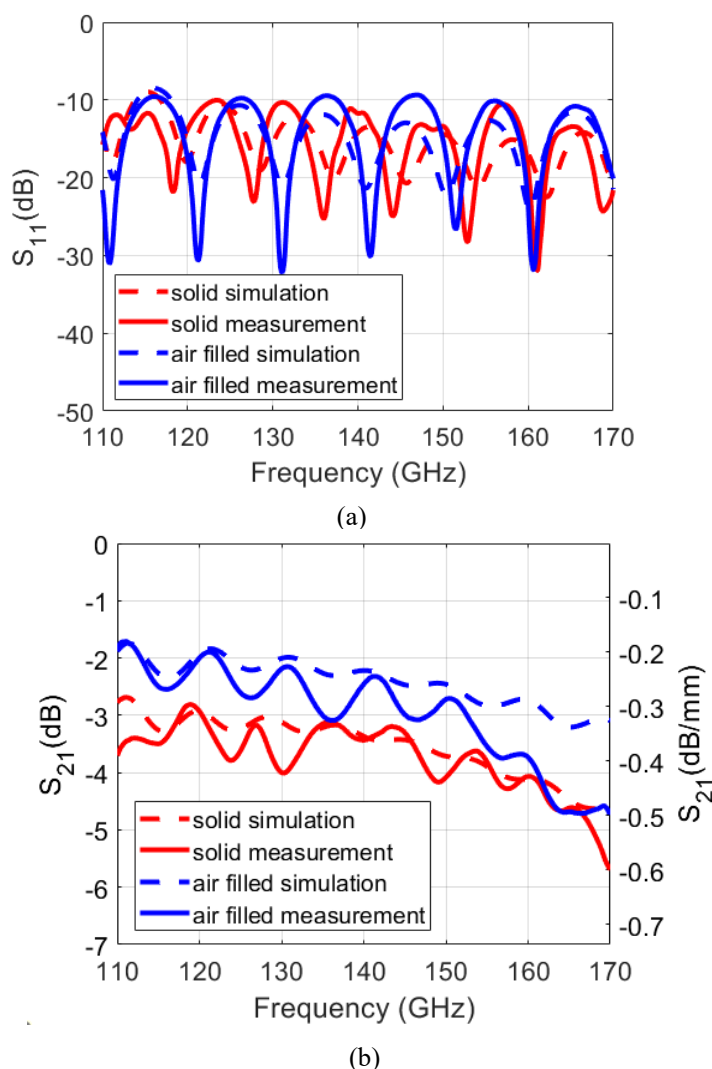 0
-10
-20
-30
-40
-50
S11(dB)
solid simulation
solid measurement
air filled simulation
air filled measurement
110 120 130 140 150 160 170
Frequency (GHz)
(a)
0
-1
-2
-3
-4
-5
-6
-7
S21(dB)
-0.1
-0.2
-0.3
-0.4
-0.5
-0.6
-0.7
S21(dB/mm)
solid simulation
solid measurement
air filled simulation
air filled measurement
110 120 130 140 150 160 170
Frequency (GHz)
(b)